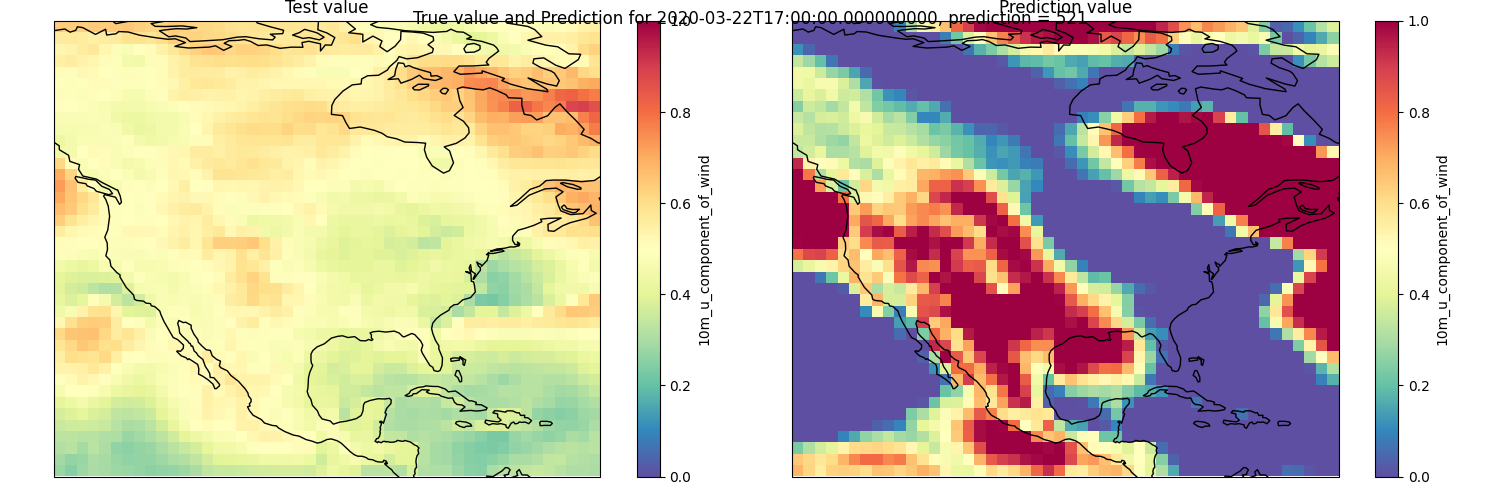 Test value
Prediction value
True value and Prediction for 2020-03-22T17:00:00.000000000, prediction = 521
1.0
0.8
0.6
0.4
0.2
0.0
10m_u_component_of_wind
1.0
0.8
0.6
0.4
0.2
0.0
10m_u_component_of_wind